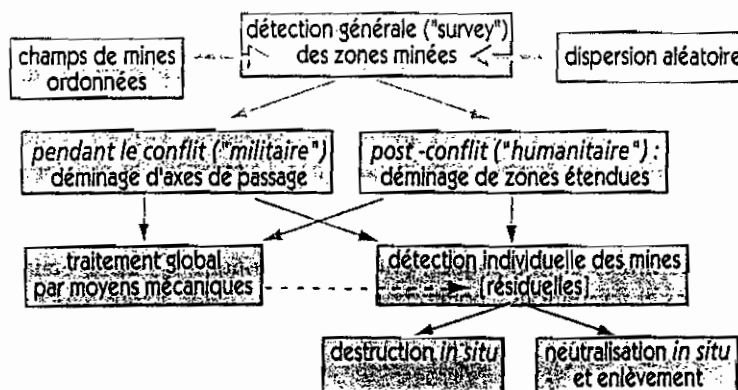 détection générale ("survey")
des zones minées
champs de mines
ordonnées
dispersion aléatoire
pendant le conflit ("militaire")
déminage d'axes de passage
post-conflit ("humanitaire") :
déminage de zones étendues
traitement global
par moyens mécaniques
détection individuelle des mines
(résiduelles)
destruction in situ
neutralisation in situ
et enlèvement